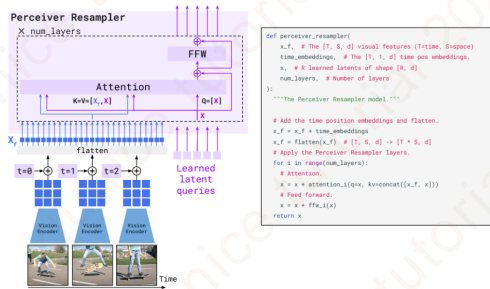 Perceiver Resampler
× num_layers
FFW
Attention
K=V=[Xf,X]
Q=[X]
X
Xf
flatten
t=0
t=1
t=2
Learned
latent
queries
Vision
Encoder
Vision
Encoder
Vision
Encoder
Time
def perceiver_resampler(
x_f, # The [T, S, d] visual features (T=time, S=space)
time_embeddings, # The [T, 1, d] time pos embeddings.
x, # R learned latents of shape [R, d]
num_layers, # Number of layers
):
"""The Perceiver Resampler model."""
# Add the time position embeddings and flatten.
x_f = x_f + time_embeddings
x_f = flatten(x_f) # [T, S, d] -> [T * S, d]
# Apply the Perceiver Resampler layers.
for i in range(num_layers):
# Attention.
x = x + attention_i(q=x, kv=concat([x_f, x]))
# Feed forward.
x = x + ffw_i(x)
return x